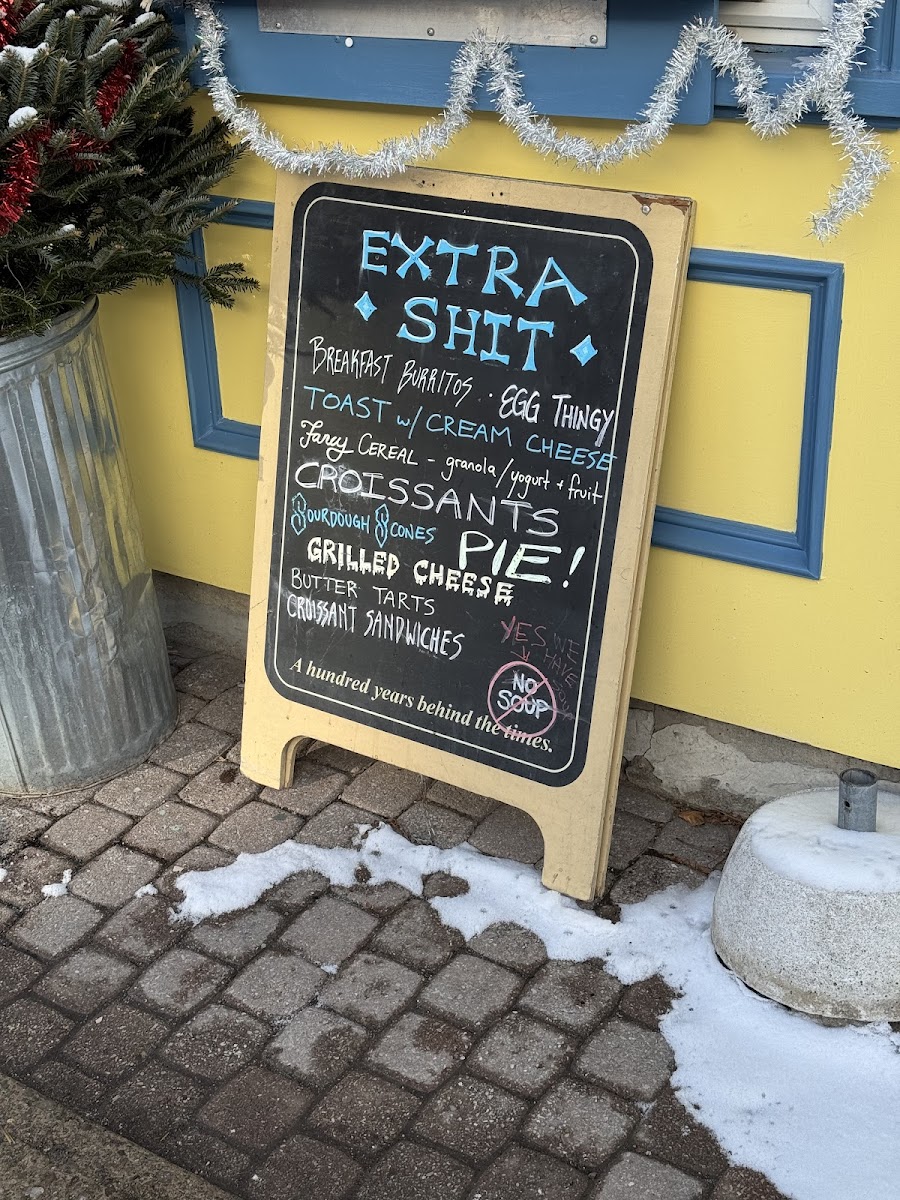 EXTRA
SHIT
BREAKFAST BURRITOS . EGG THINGY
TOAST w/ CREAM CHEESE
Fancy CEREAL - granola/yogurt + fruit
CROISSANTS
SOURDOUGH SCONES
PIE!
GRILLED CHEESE
BUTTER TARTS
CROISSANT SANDWICHES
YES WE
HAVE
NO
SOUP
A hundred years behind the times.